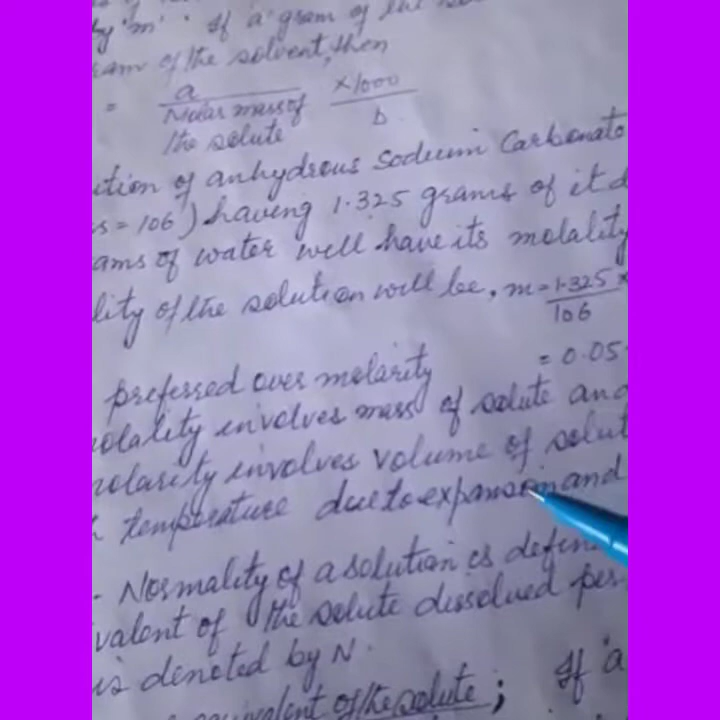 by 'm' . If a gram of the
ram of the solvent, then
= a / Molar mass of the solute × 1000 / b
ution of anhydrous Sodium Carbonate
s = 106) having 1.325 grams of it d
ams of water will have its molality
lity of the solution will be, m = 1.325 × / 106
= 0.05
preferred over molarity
olality involves mass of solute and
olarity involves volume of solut
temperature due to expansion and
. Normality of a solution is defin
valent of the solute dissolved per
is denoted by N.
equivalent of the solute ; If 'a